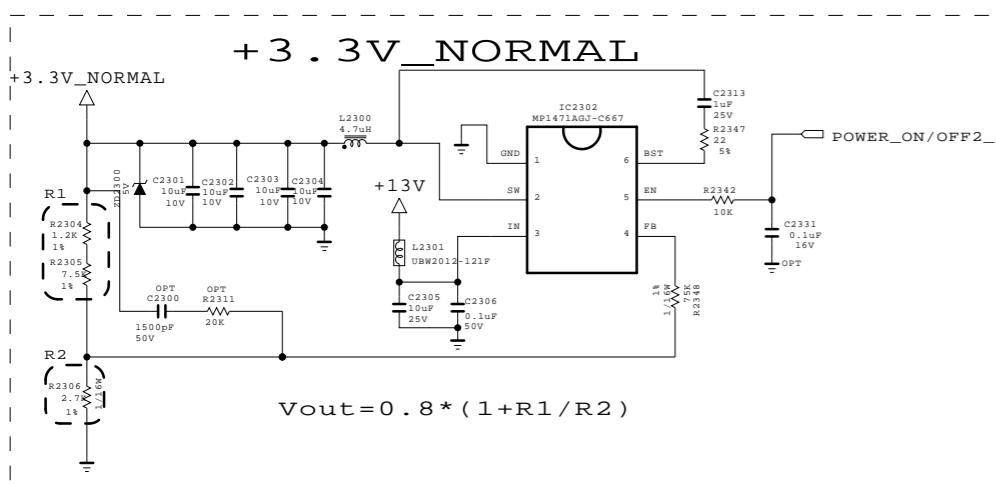 +3.3V_NORMAL
+3.3V_NORMAL
IC2302
MP1471AGJ-C667
C2313
1uF
25V
L2300
4.7uH
R2347
22
5%
POWER_ON/OFF2_
GND
1
6
BST
SW
2
5
EN
IN
3
4
FB
R2342
10K
C2331
0.1uF
16V
OPT
ZD2300
5V
C2301
10uF
10V
C2302
10uF
10V
C2303
10uF
10V
C2304
10uF
10V
+13V
L2301
UBW2012-121F
C2305
10uF
25V
C2306
0.1uF
50V
R1
R2304
1.2K
1%
R2305
7.5K
1%
OPT
C2300
1500pF
50V
OPT
R2311
20K
R2348
75K
1/16W
1%
R2
R2306
2.7K
1/16W
1%
Vout=0.8*(1+R1/R2)